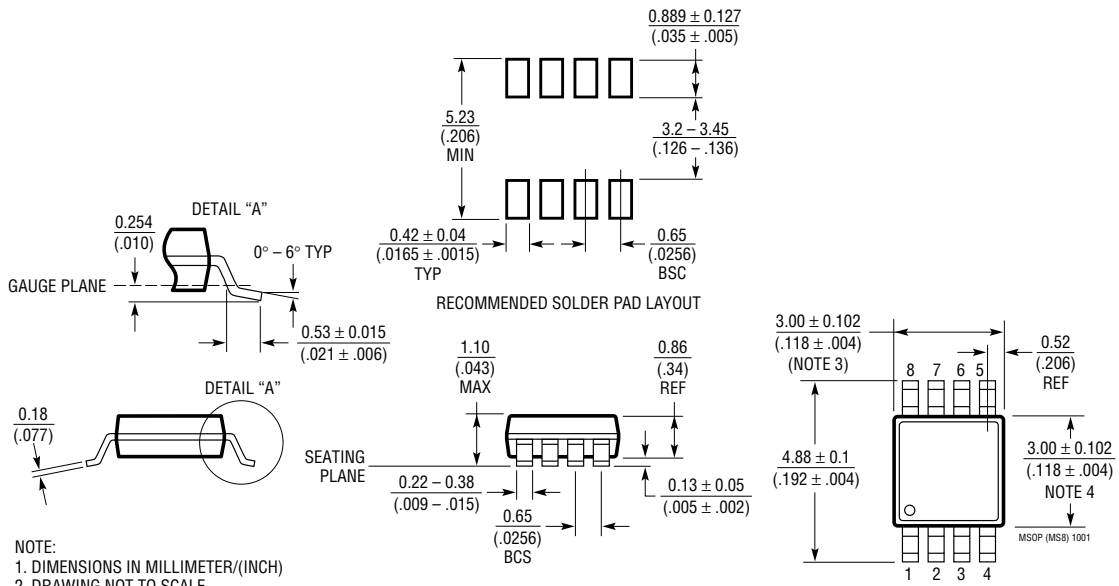 0.889 ± 0.127
(.035 ± .005)
5.23
(.206)
MIN
3.2 – 3.45
(.126 – .136)
0.42 ± 0.04
(.0165 ± .0015)
TYP
0.65
(.0256)
BSC
RECOMMENDED SOLDER PAD LAYOUT
DETAIL “A”
0.254
(.010)
0° – 6° TYP
GAUGE PLANE
0.53 ± 0.015
(.021 ± .006)
DETAIL “A”
0.18
(.077)
1.10
(.043)
MAX
0.86
(.34)
REF
SEATING
PLANE
0.22 – 0.38
(.009 – .015)
0.13 ± 0.05
(.005 ± .002)
0.65
(.0256)
BCS
3.00 ± 0.102
(.118 ± .004)
(NOTE 3)
0.52
(.206)
REF
8 7 6 5
4.88 ± 0.1
(.192 ± .004)
3.00 ± 0.102
(.118 ± .004)
NOTE 4
MSOP (MS8) 1001
1 2 3 4
NOTE:
1. DIMENSIONS IN MILLIMETER/(INCH)
2. DRAWING NOT TO SCALE